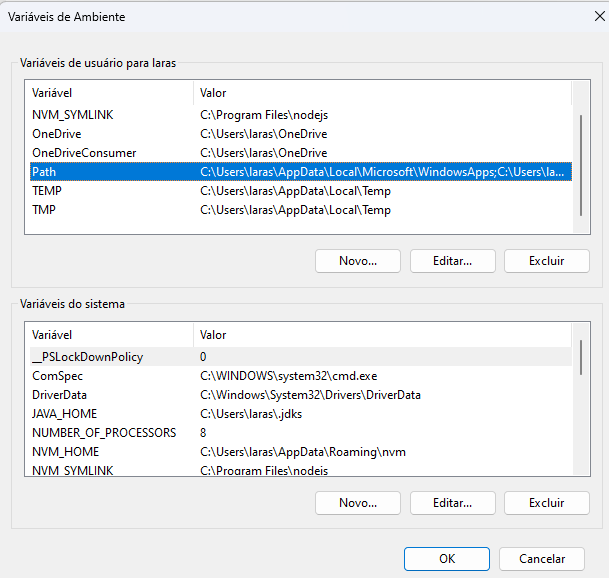 Variáveis de Ambiente
Variáveis de usuário para laras
Variável Valor
NVM_SYMLINK C:\Program Files\nodejs
OneDrive C:\Users\laras\OneDrive
OneDriveConsumer C:\Users\laras\OneDrive
Path C:\Users\laras\AppData\Local\Microsoft\WindowsApps;C:\Users\la...
TEMP C:\Users\laras\AppData\Local\Temp
TMP C:\Users\laras\AppData\Local\Temp
Novo... Editar... Excluir
Variáveis do sistema
Variável Valor
__PSLockDownPolicy 0
ComSpec C:\WINDOWS\system32\cmd.exe
DriverData C:\Windows\System32\Drivers\DriverData
JAVA_HOME C:\Users\laras\.jdks
NUMBER_OF_PROCESSORS 8
NVM_HOME C:\Users\laras\AppData\Roaming\nvm
NVM_SYMLINK C:\Program Files\nodejs
Novo... Editar... Excluir
OK Cancelar